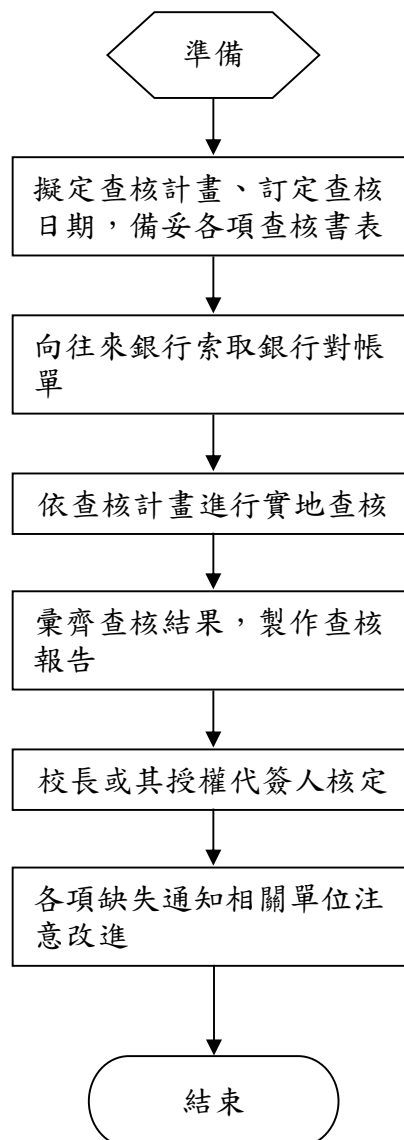 準備
擬定查核計畫、訂定查核
日期，備妥各項查核書表
向往來銀行索取銀行對帳
單
依查核計畫進行實地查核
彙齊查核結果，製作查核
報告
校長或其授權代簽人核定
各項缺失通知相關單位注
意改進
結束